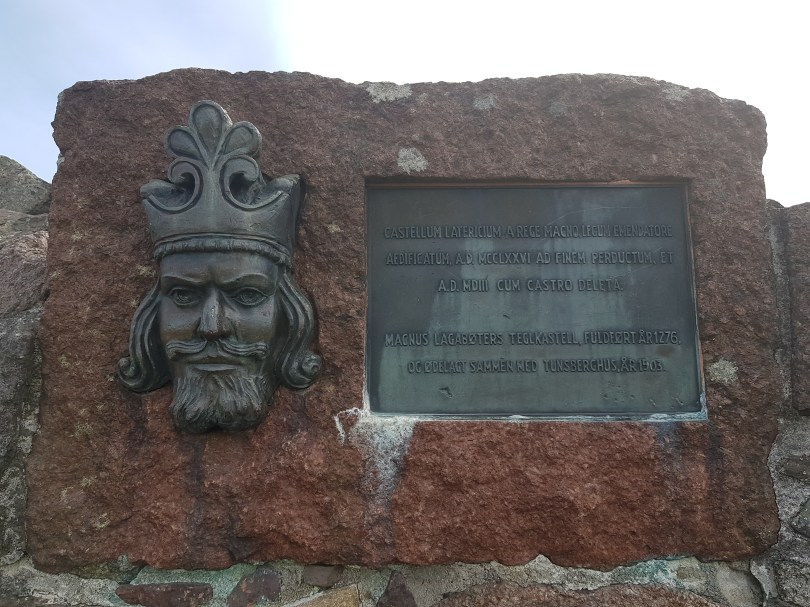 CASTELLUM LATERICIUM A REGE MAGNO, LEGUM EMENDATORE
AEDIFICATUM, A.D. MCCLXXVI AD FINEM PERDUCTUM, ET
A.D. MDIII CUM CASTRO DELETA.
MAGNUS LAGABØTERS TEGLKASTELL, FULDFØRT ÅR 1276,
OG ØDELAGT SAMMEN MED TUNSBERGHUS, ÅR 1503.